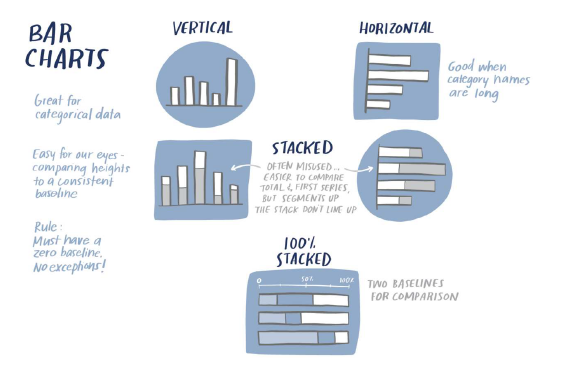 BAR
CHARTS
Great for
categorical data
Easy for our eyes -
comparing heights
to a consistent
baseline
Rule:
Must have a
zero baseline.
No exceptions!
VERTICAL
HORIZONTAL
Good when
category names
are long
STACKED
OFTEN MISUSED...
EASIER TO COMPARE
TOTAL & FIRST SERIES,
BUT SEGMENTS UP
THE STACK DON'T LINE UP
100%
STACKED
0 50% 100%
TWO BASELINES
FOR COMPARISON